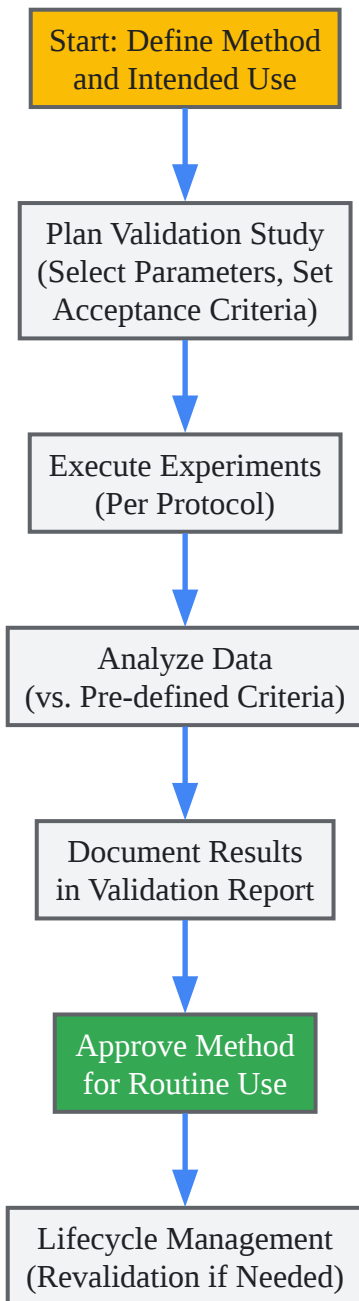 Start: Define Method
and Intended Use
Plan Validation Study
(Select Parameters, Set
Acceptance Criteria)
Execute Experiments
(Per Protocol)
Analyze Data
(vs. Pre-defined Criteria)
Document Results
in Validation Report
Approve Method
for Routine Use
Lifecycle Management
(Revalidation if Needed)